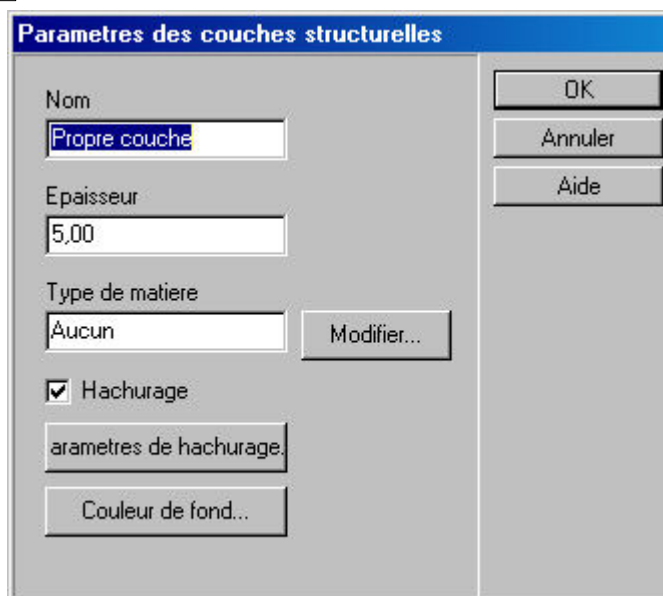 Parametres des couches structurelles
Nom
Propre couche
Epaisseur
5,00
Type de matiere
Aucun
Modifier...
Hachurage
arametres de hachurage.
Couleur de fond...
OK
Annuler
Aide